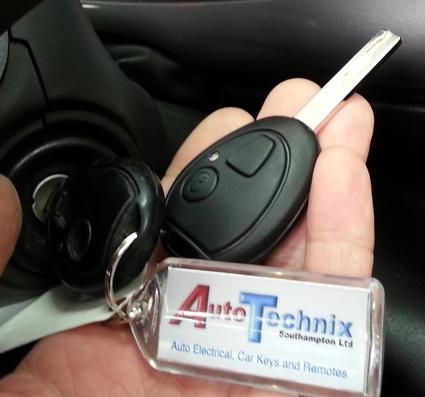 AutoTechnix
Southampton Ltd
Auto Electrical, Car Keys and Remotes